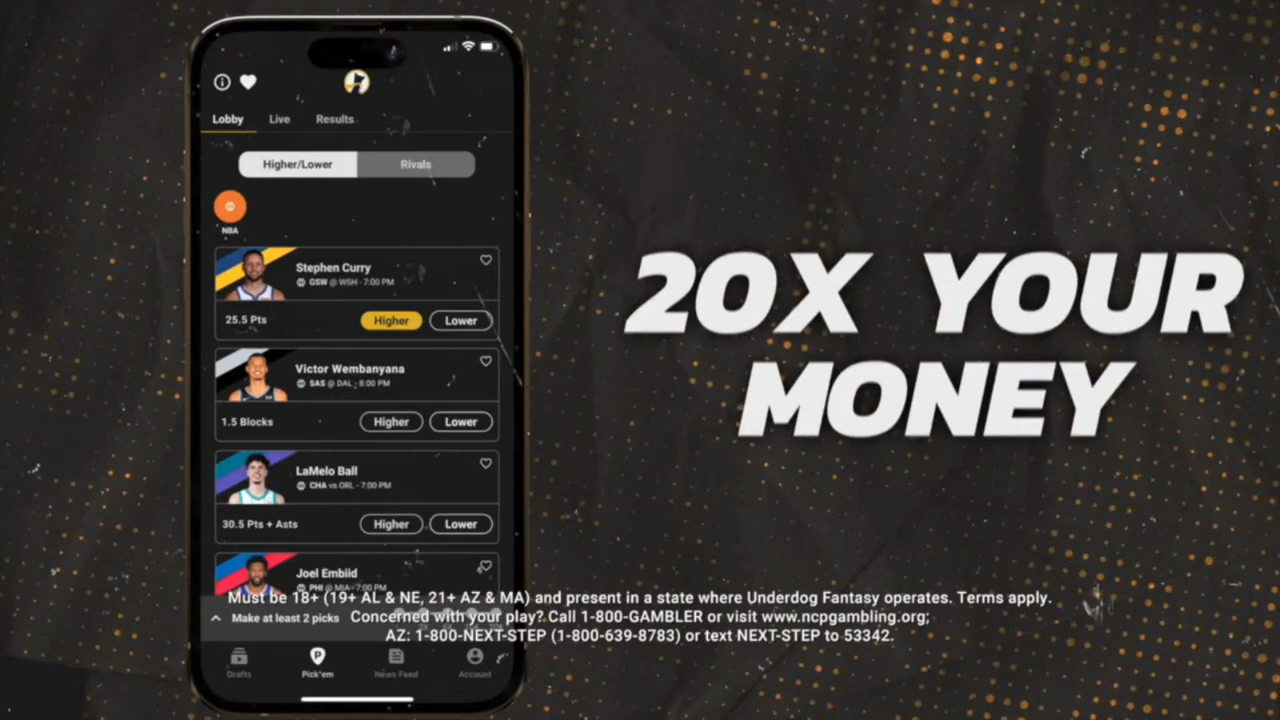 Lobby Live Results
Higher/Lower Rivals
NBA
Stephen Curry
GSW @ WSH - 7:00 PM
25.5 Pts Higher Lower
Victor Wembanyana
SAS @ DAL - 8:00 PM
1.5 Blocks Higher Lower
LaMelo Ball
CHA vs ORL - 7:00 PM
30.5 Pts + Asts Higher Lower
Joel Embiid
PHI @ MIA - 7:00 PM
Make at least 2 picks
Drafts Pick'em News Feed Account
20X YOUR
MONEY
Must be 18+ (19+ AL & NE, 21+ AZ & MA) and present in a state where Underdog Fantasy operates. Terms apply.
Concerned with your play? Call 1-800-GAMBLER or visit www.ncpgambling.org;
AZ: 1-800-NEXT-STEP (1-800-639-8783) or text NEXT-STEP to 53342.